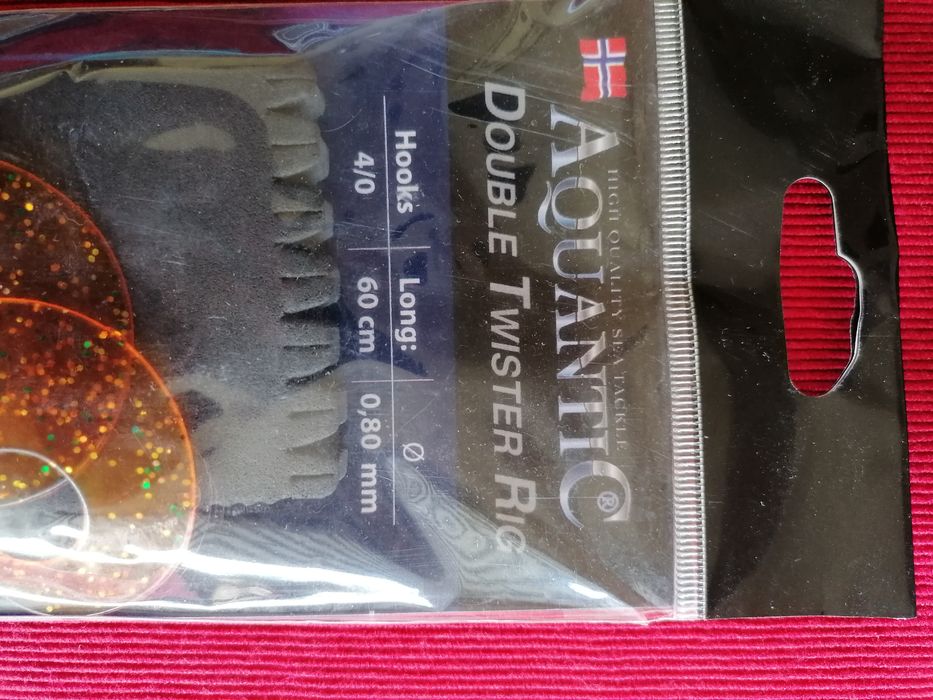 HIGH QUALITY SEA TACKLE
AQUANTIC®
DOUBLE TWISTER RIG
Hooks Long: Ø
4/0 60 cm 0,80 mm